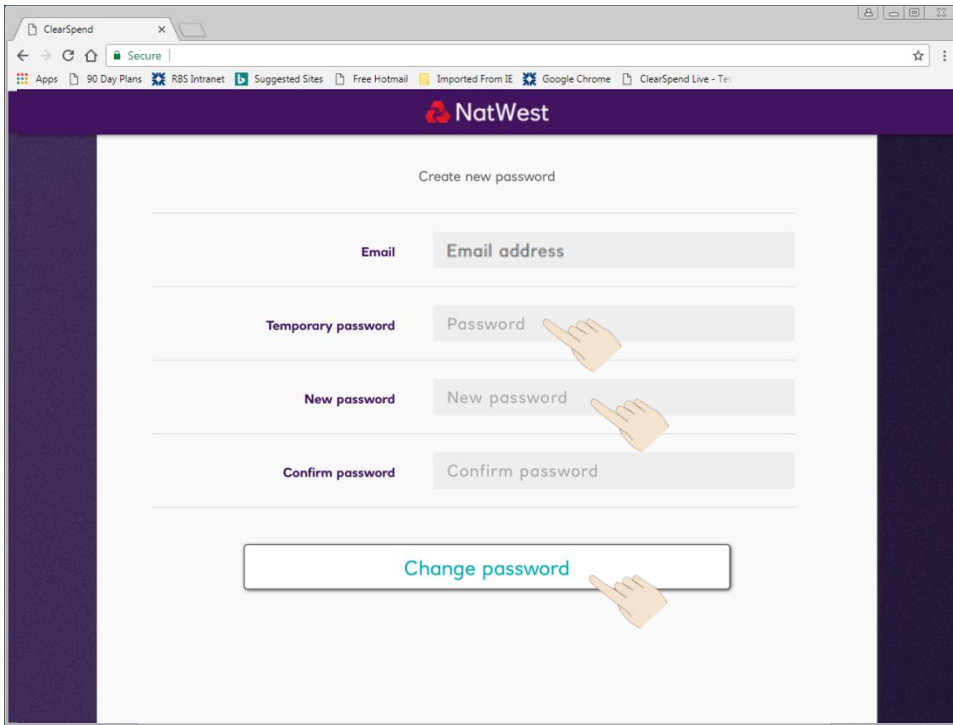 ClearSpend
Secure
Apps 90 Day Plans RBS Intranet Suggested Sites Free Hotmail Imported From IE Google Chrome ClearSpend Live - Tes
NatWest
Create new password
Email Email address
Temporary password Password
New password New password
Confirm password Confirm password
Change password